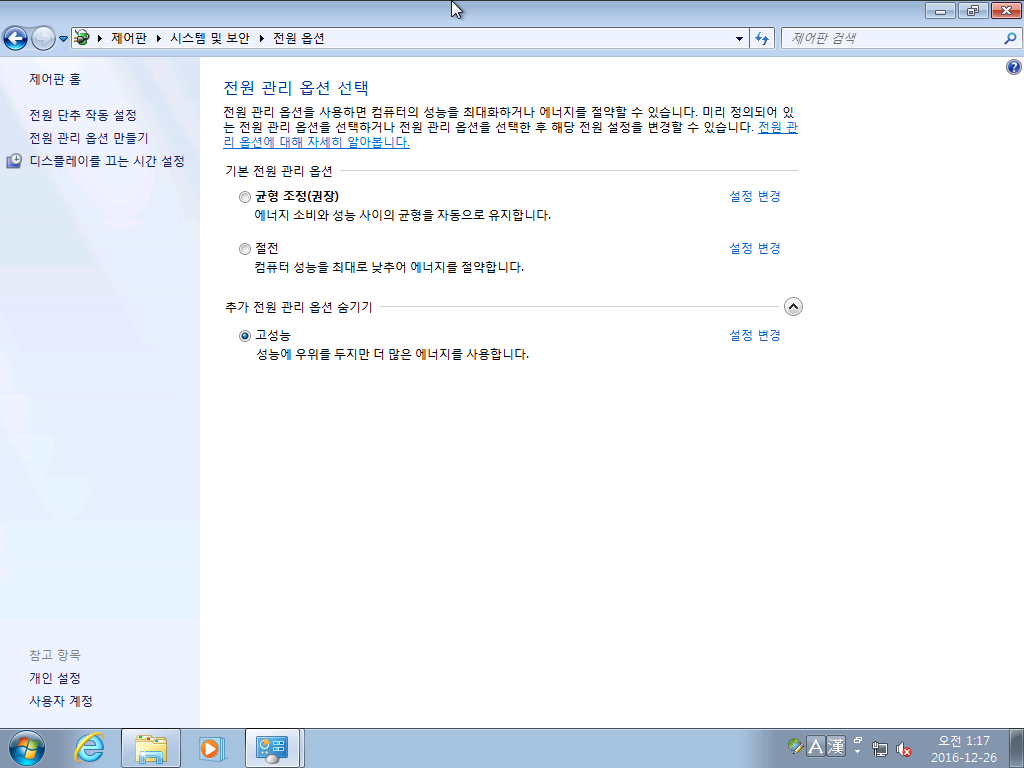 제어판 ▸ 시스템 및 보안 ▸ 전원 옵션
제어판 검색
제어판 홈
전원 단추 작동 설정
전원 관리 옵션 만들기
디스플레이를 끄는 시간 설정
전원 관리 옵션 선택
전원 관리 옵션을 사용하면 컴퓨터의 성능을 최대화하거나 에너지를 절약할 수 있습니다. 미리 정의되어 있
는 전원 관리 옵션을 선택하거나 전원 관리 옵션을 선택한 후 해당 전원 설정을 변경할 수 있습니다. 전원 관
리 옵션에 대해 자세히 알아봅니다.
기본 전원 관리 옵션
균형 조정(권장)
설정 변경
에너지 소비와 성능 사이의 균형을 자동으로 유지합니다.
절전
설정 변경
컴퓨터 성능을 최대로 낮추어 에너지를 절약합니다.
추가 전원 관리 옵션 숨기기
고성능
설정 변경
성능에 우위를 두지만 더 많은 에너지를 사용합니다.
참고 항목
개인 설정
사용자 계정
A 漢
오전 1:17
2016-12-26